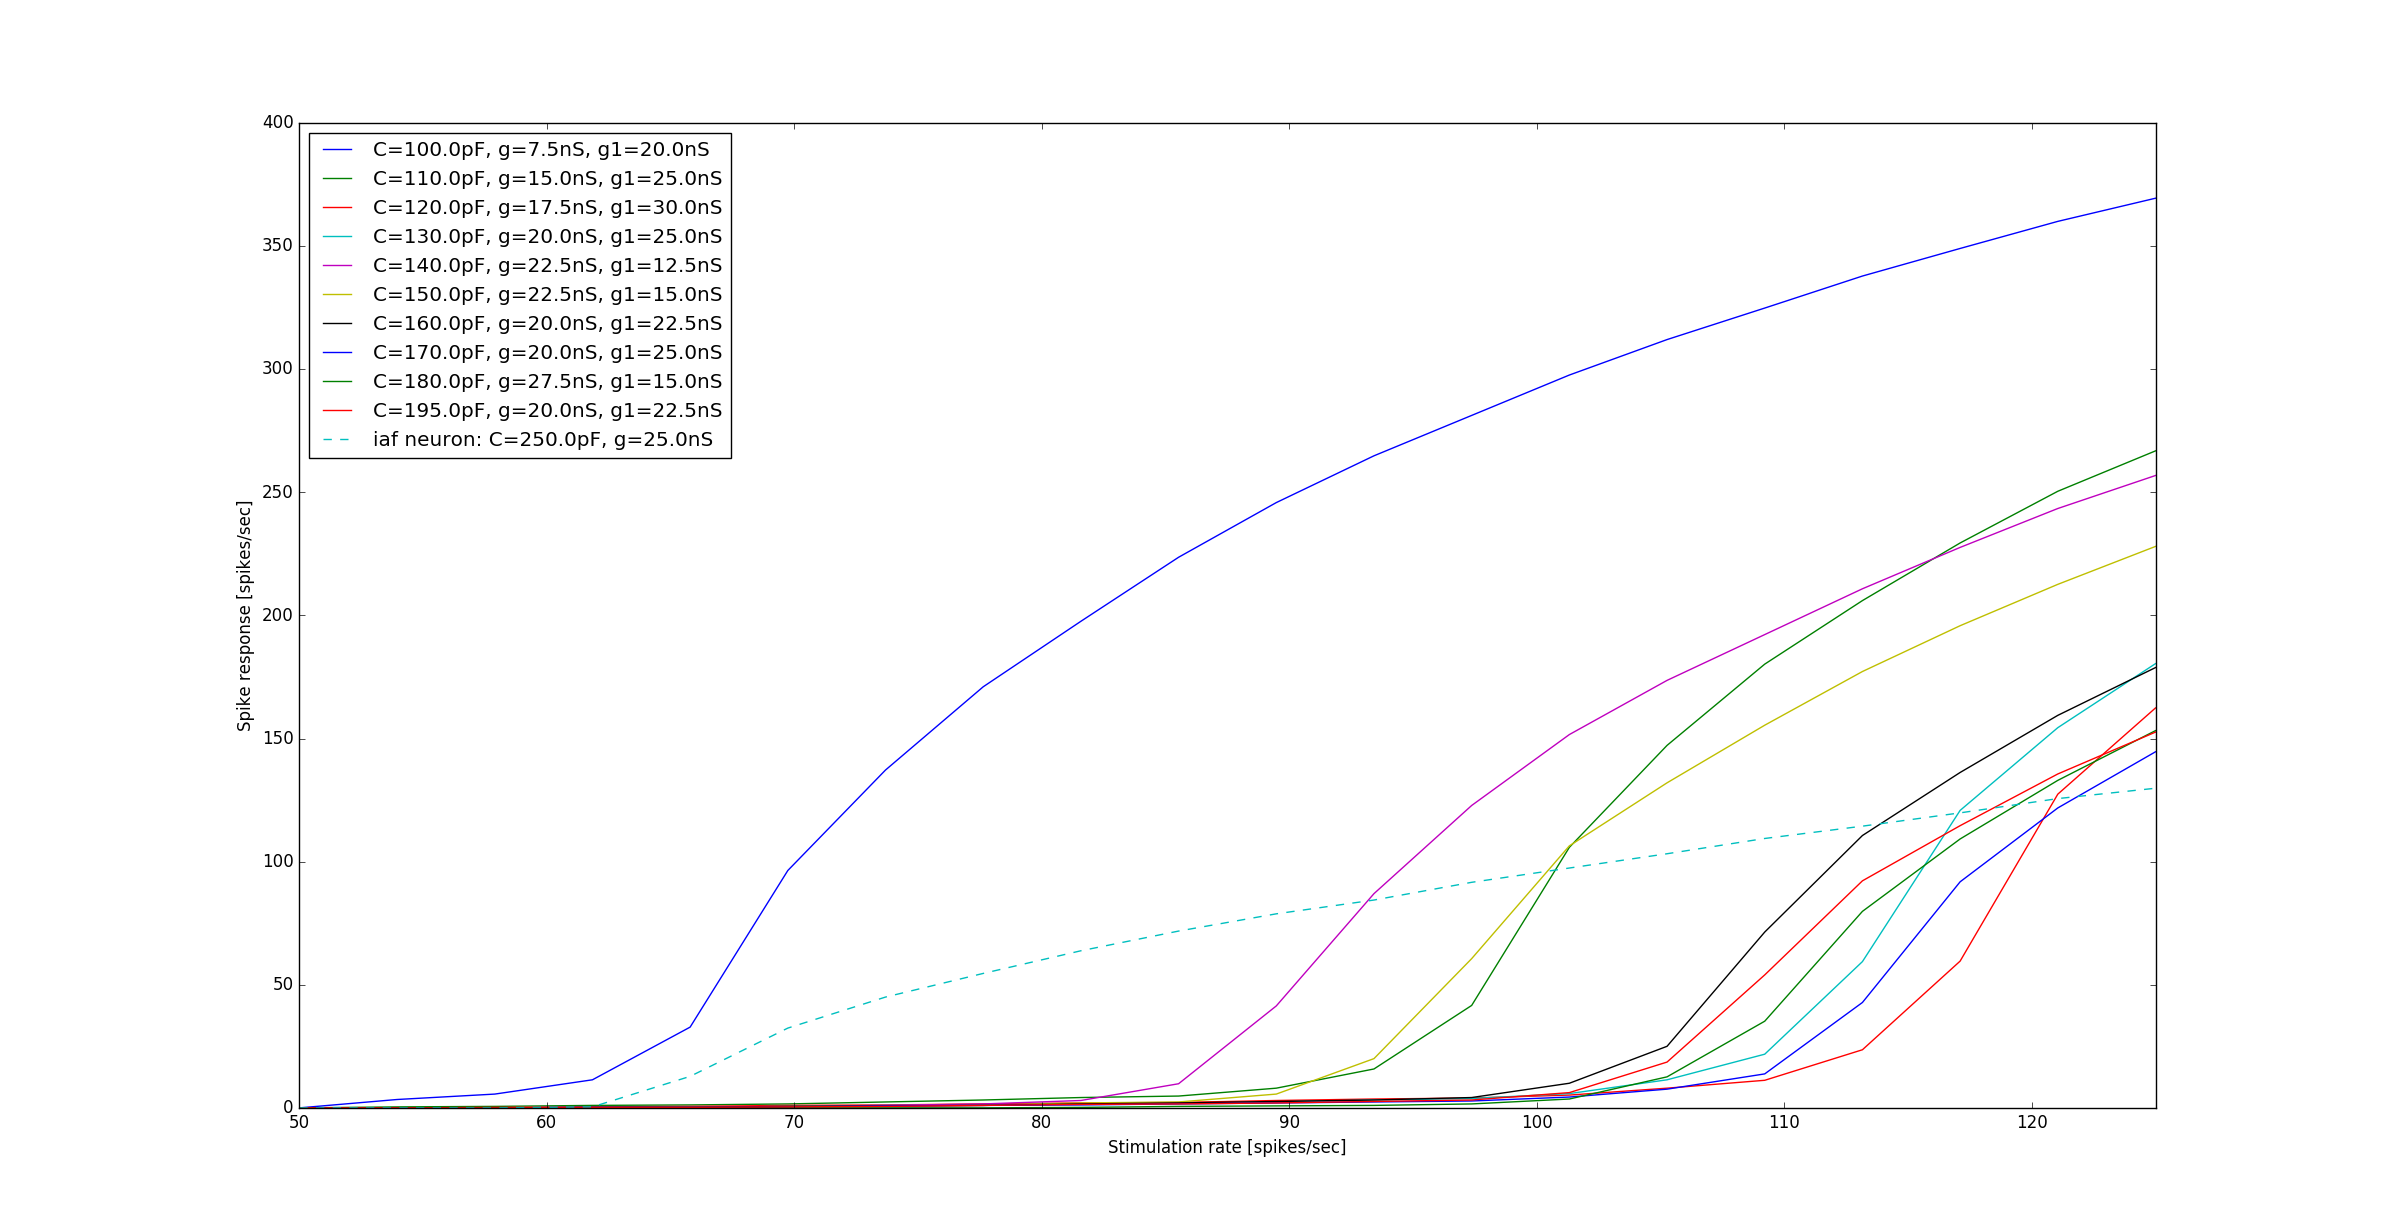 400
350
300
250
200
150
100
50
0
Spike response [spikes/sec]
C=100.0pF, g=7.5nS, g1=20.0nS
C=110.0pF, g=15.0nS, g1=25.0nS
C=120.0pF, g=17.5nS, g1=30.0nS
C=130.0pF, g=20.0nS, g1=25.0nS
C=140.0pF, g=22.5nS, g1=12.5nS
C=150.0pF, g=22.5nS, g1=15.0nS
C=160.0pF, g=20.0nS, g1=22.5nS
C=170.0pF, g=20.0nS, g1=25.0nS
C=180.0pF, g=27.5nS, g1=15.0nS
C=195.0pF, g=20.0nS, g1=22.5nS
iaf neuron: C=250.0pF, g=25.0nS
50 60 70 80 90 100 110 120
Stimulation rate [spikes/sec]